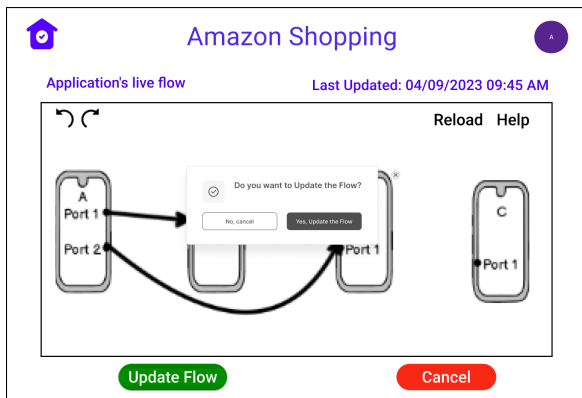 Amazon Shopping
A
Application's live flow
Last Updated: 04/09/2023 09:45 AM
Reload Help
A
Port 1
Port 2
Do you want to Update the Flow?
No, cancel
Yes, Update the Flow
Port 1
C
Port 1
Update Flow
Cancel